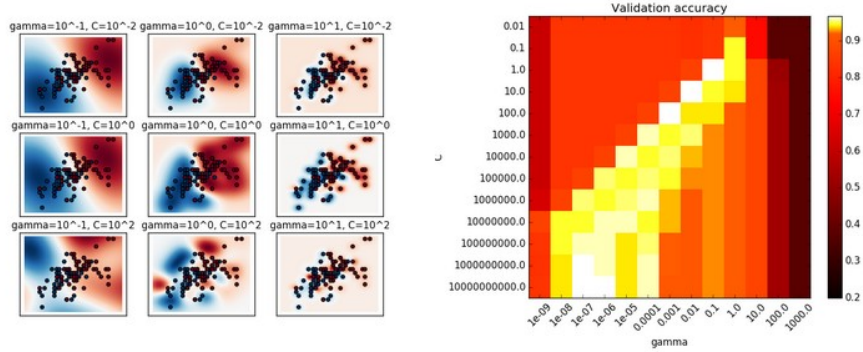 gamma=10^-1, C=10^-2
gamma=10^0, C=10^-2
gamma=10^1, C=10^-2
gamma=10^-1, C=10^0
gamma=10^0, C=10^0
gamma=10^1, C=10^0
gamma=10^-1, C=10^2
gamma=10^0, C=10^2
gamma=10^1, C=10^2
Validation accuracy
C
0.01
0.1
1.0
10.0
100.0
1000.0
10000.0
100000.0
1000000.0
10000000.0
100000000.0
1000000000.0
10000000000.0
1e-09
1e-08
1e-07
1e-06
1e-05
0.0001
0.001
0.01
0.1
1.0
10.0
100.0
1000.0
gamma
0.9
0.8
0.7
0.6
0.5
0.4
0.3
0.2